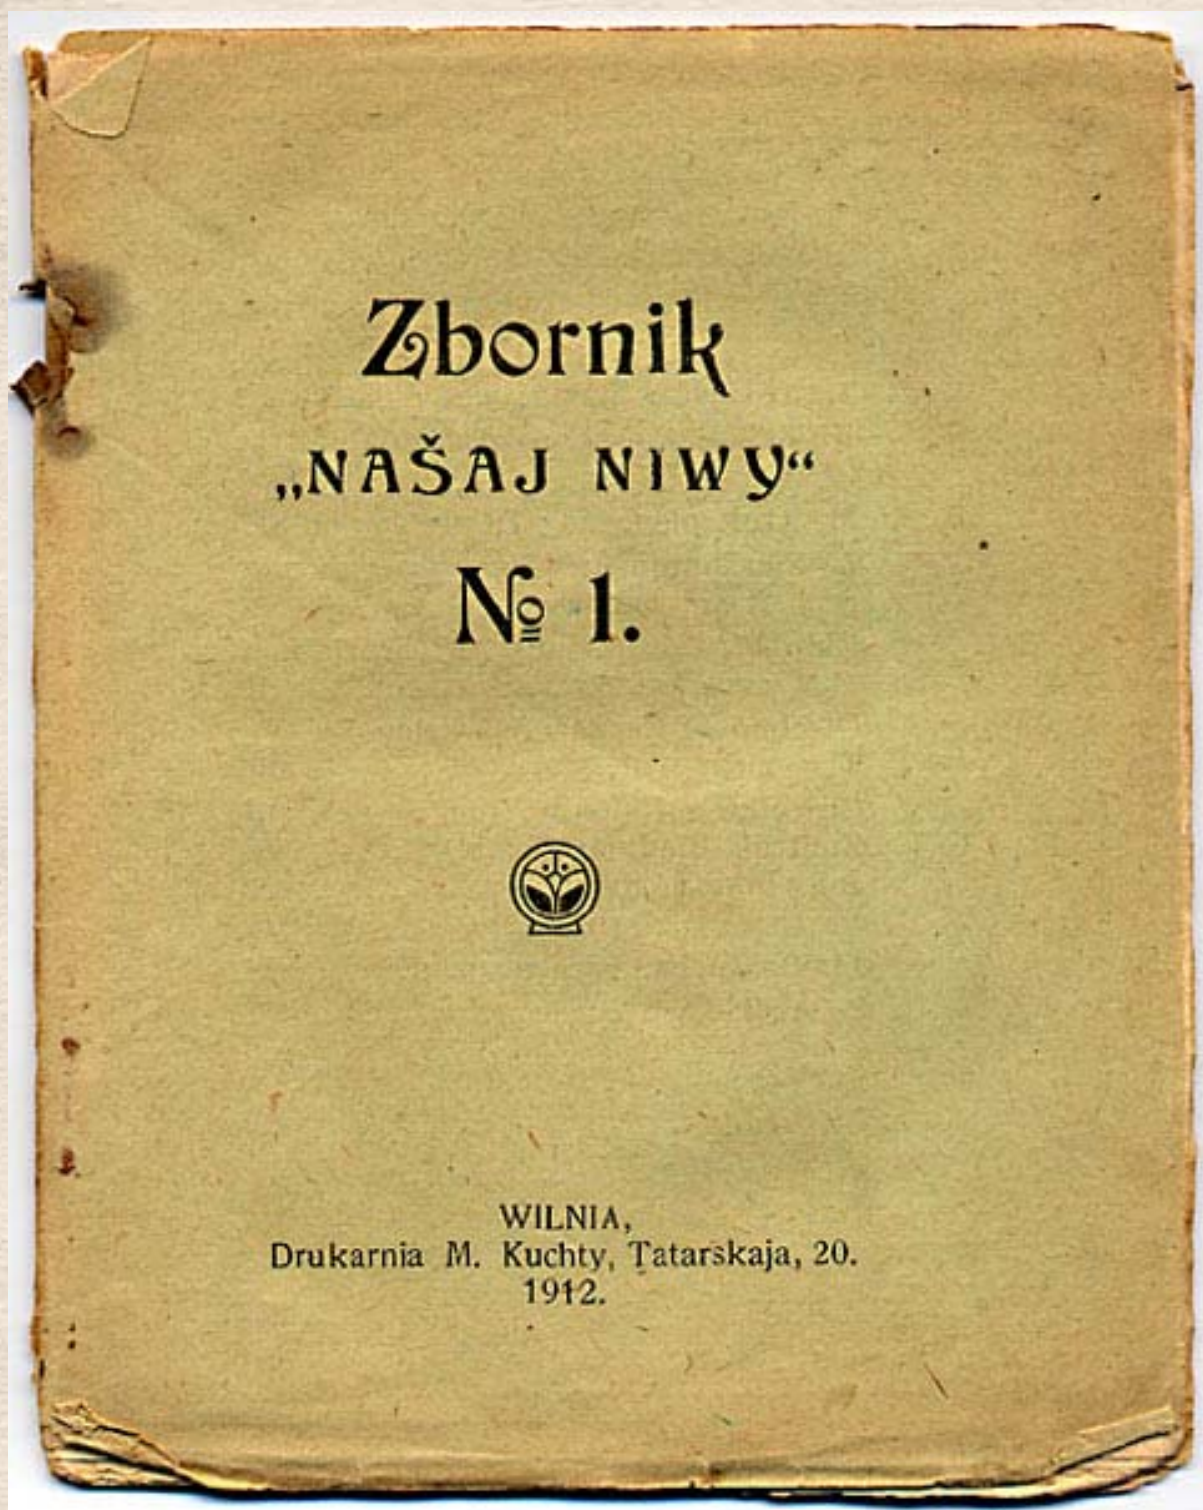 Zbornik
„NAŠAJ NIWY“
№ 1.
WILNIA,
Drukarnia M. Kuchty, Tatarskaja, 20.
1912.